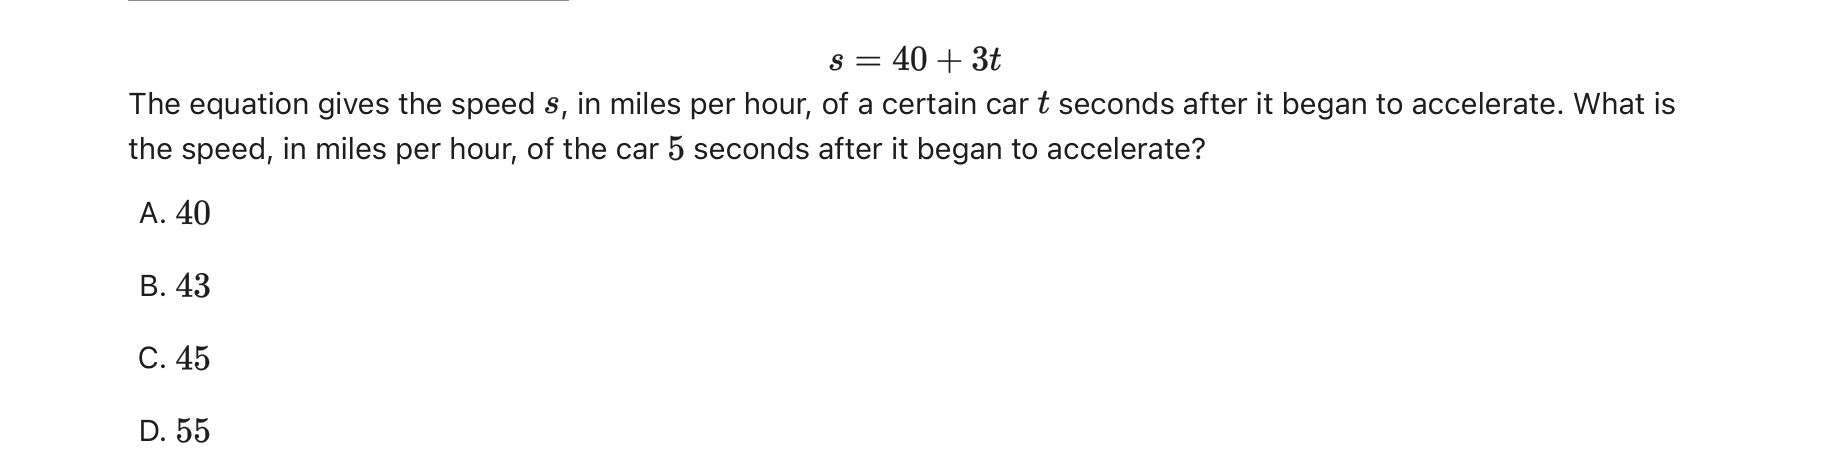 s = 40 + 3t
The equation gives the speed s, in miles per hour, of a certain car t seconds after it began to accelerate. What is
the speed, in miles per hour, of the car 5 seconds after it began to accelerate?
A. 40
B. 43
C. 45
D. 55